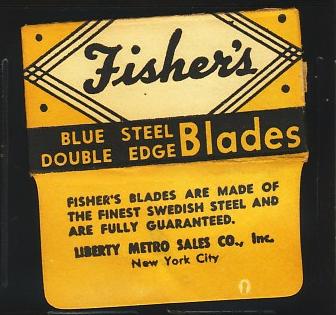 Fisher's
BLUE STEEL
DOUBLE EDGE Blades
FISHER'S BLADES ARE MADE OF
THE FINEST SWEDISH STEEL AND
ARE FULLY GUARANTEED.
LIBERTY METRO SALES CO., Inc.
New York City